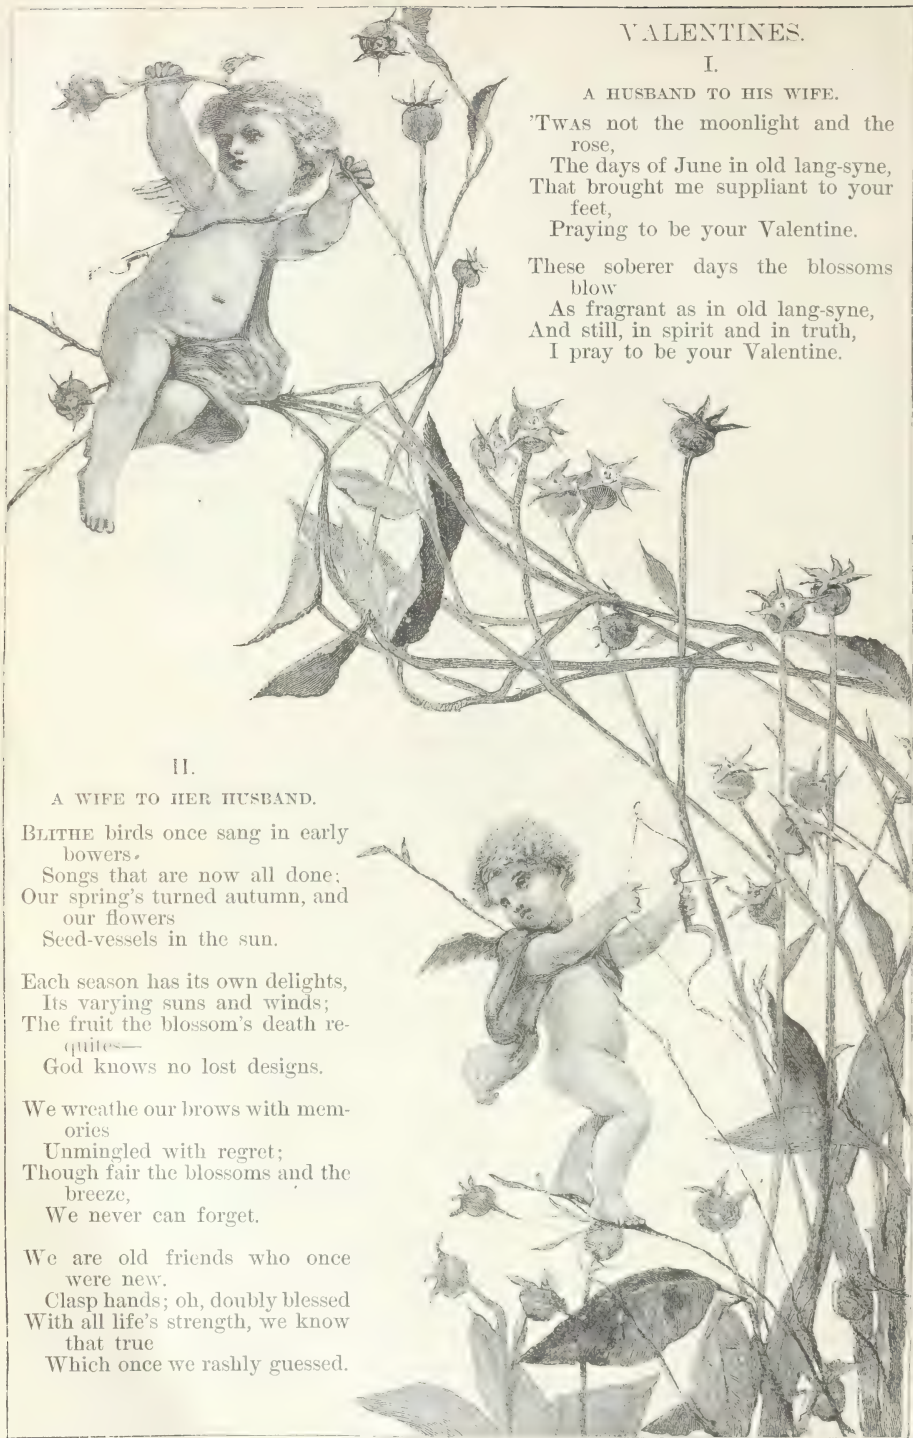 VALENTINES.
I.
A HUSBAND TO HIS WIFE.
'TWAS not the moonlight and the
rose,
The days of June in old lang-syne,
That brought me suppliant to your
feet,
Praying to be your Valentine.
These soberer days the blossoms
blow
As fragrant as in old lang-syne,
And still, in spirit and in truth,
I pray to be your Valentine.
II.
A WIFE TO HER HUSBAND.
BLITHE birds once sang in early
bowers.
Songs that are now all done;
Our spring's turned autumn, and
our flowers
Seed-vessels in the sun.
Each season has its own delights,
Its varying suns and winds;
The fruit the blossom's death re-
quites—
God knows no lost designs.
We wreathe our brows with mem-
ories
Unmingled with regret;
Though fair the blossoms and the
breeze,
We never can forget.
We are old friends who once
were new.
Clasp hands; oh, doubly blessed
With all life's strength, we know
that true
Which once we rashly guessed.